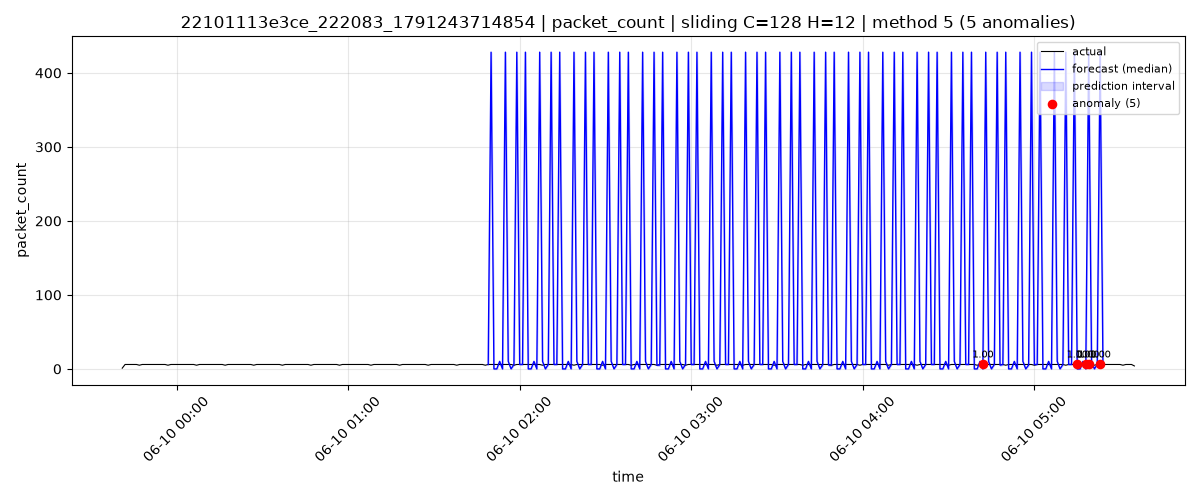 22101113e3ce_222083_1791243714854 | packet_count | sliding C=128 H=12 | method 5 (5 anomalies)
actual
forecast (median)
prediction interval
anomaly (5)
packet_count
400
300
200
100
0
1.00
06-10 00:00
06-10 01:00
06-10 02:00
06-10 03:00
06-10 04:00
06-10 05:00
time